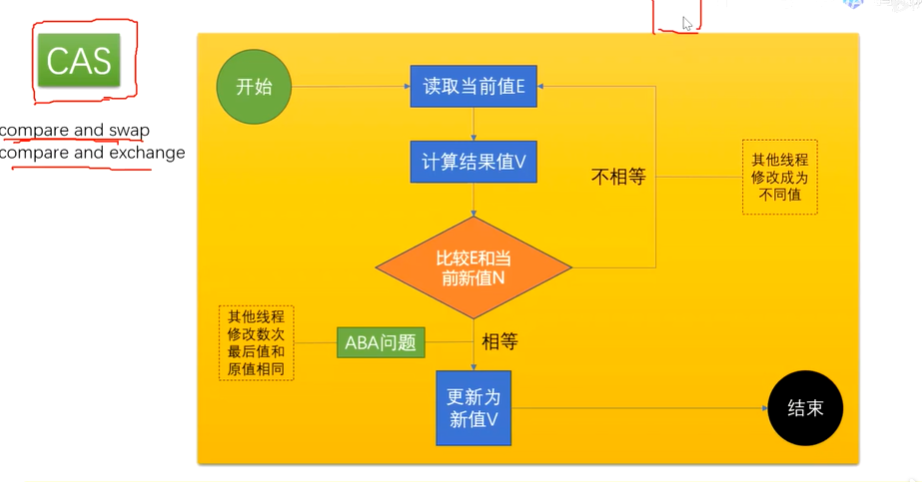 CAS
compare and swap
compare and exchange
开始
读取当前值E
计算结果值V
不相等
其他线程
修改成为
不同值
比较E和当
前新值N
其他线程
修改数次
最后值和
原值相同
ABA问题
相等
更新为
新值V
结束